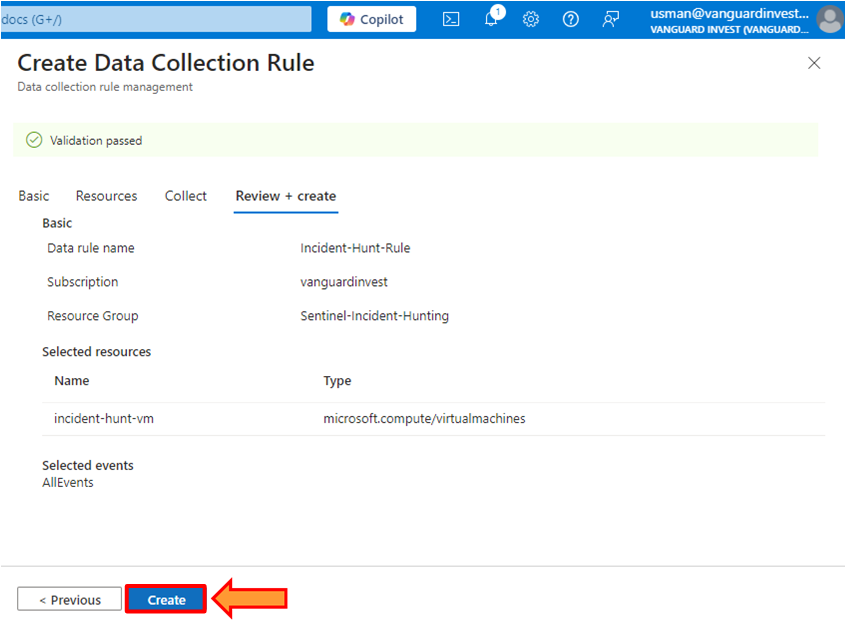 docs (G+/)
Copilot
1
usman@vanguardinvest...
VANGUARD INVEST (VANGUARD...
Create Data Collection Rule
Data collection rule management
Validation passed
Basic Resources Collect Review + create
Basic
Data rule name Incident-Hunt-Rule
Subscription vanguardinvest
Resource Group Sentinel-Incident-Hunting
Selected resources
Name Type
incident-hunt-vm microsoft.compute/virtualmachines
Selected events
AllEvents
< Previous Create